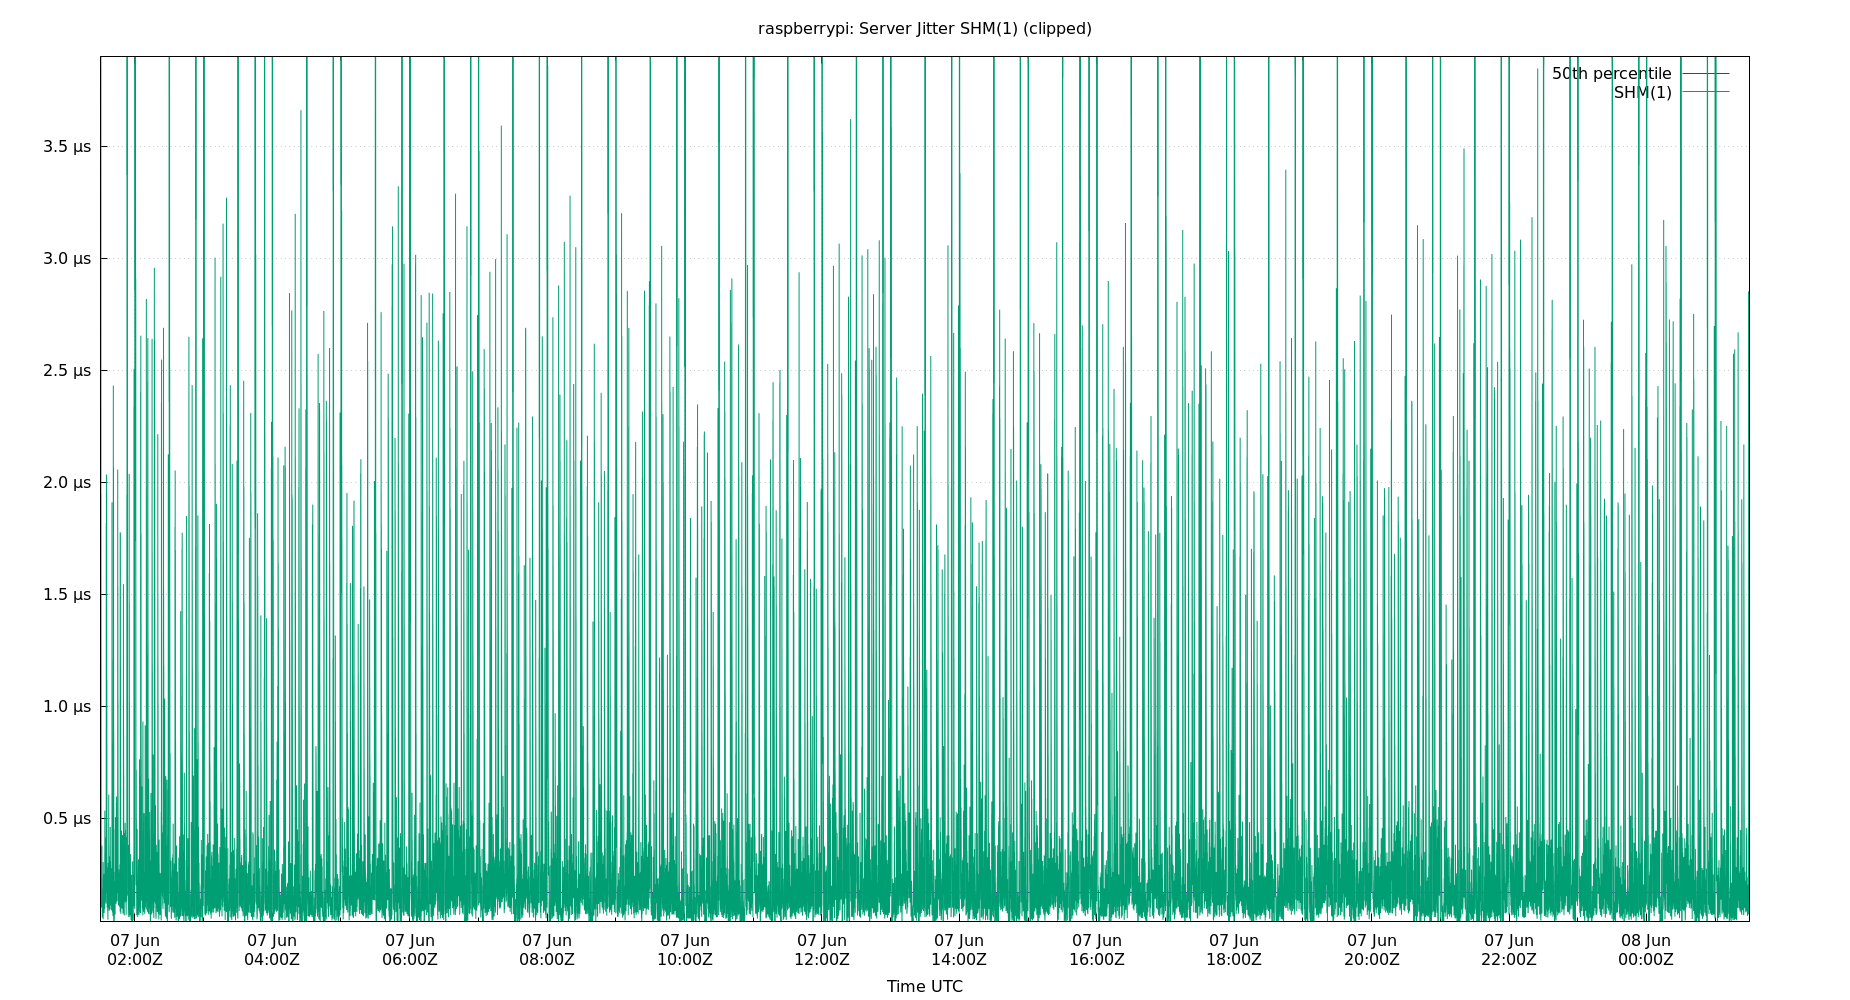 raspberrypi: Server Jitter SHM(1) (clipped)
50th percentile
SHM(1)
3.5 µs
3.0 µs
2.5 µs
2.0 µs
1.5 µs
1.0 µs
0.5 µs
07 Jun 07 Jun 07 Jun 07 Jun 07 Jun 07 Jun 07 Jun 07 Jun 07 Jun 07 Jun 07 Jun 08 Jun
02:00Z 04:00Z 06:00Z 08:00Z 10:00Z 12:00Z 14:00Z 16:00Z 18:00Z 20:00Z 22:00Z 00:00Z
Time UTC